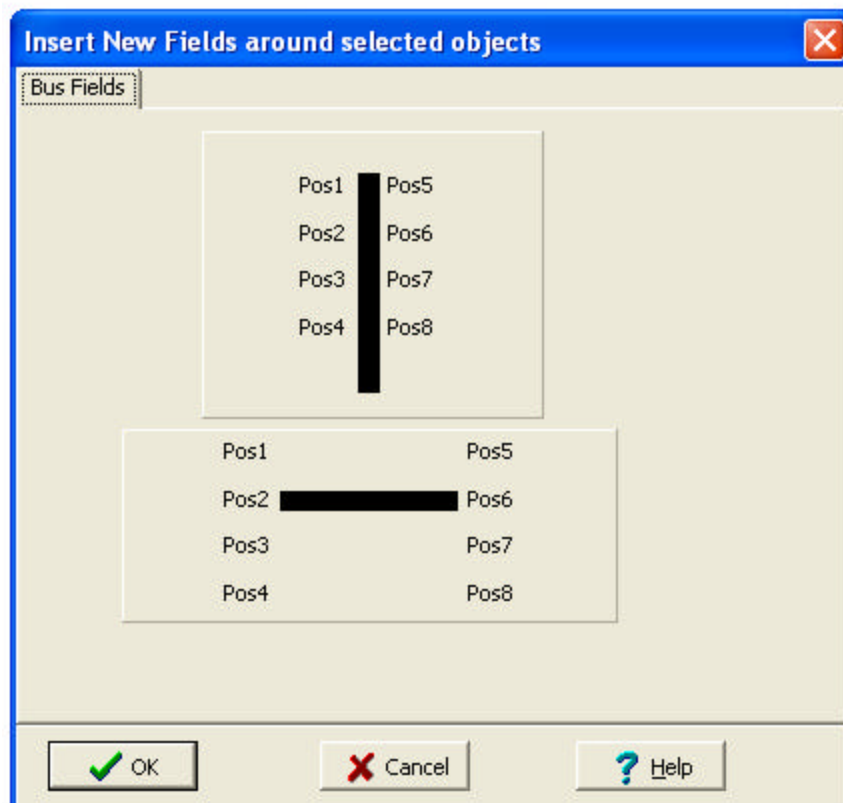 Insert New Fields around selected objects
Bus Fields
Pos1 Pos5
Pos2 Pos6
Pos3 Pos7
Pos4 Pos8
Pos1 Pos5
Pos2 Pos6
Pos3 Pos7
Pos4 Pos8
OK Cancel ? Help